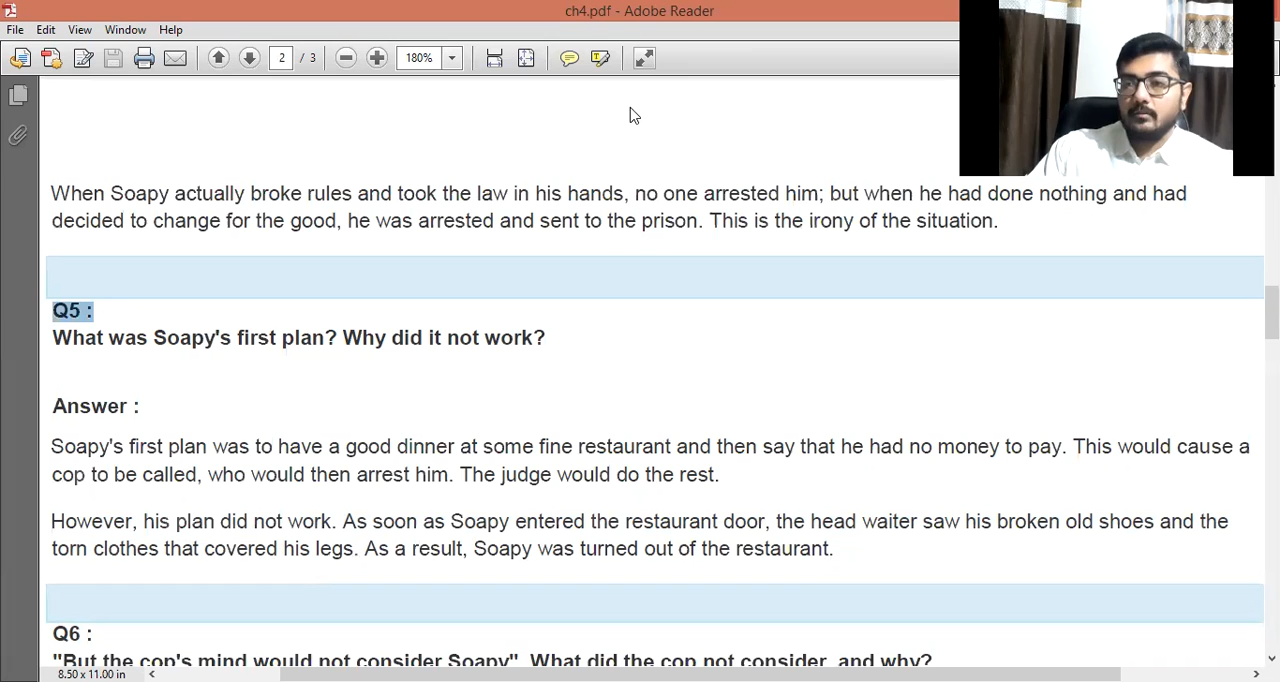 ch4.pdf - Adobe Reader
File Edit View Window Help
2 / 3 180%
When Soapy actually broke rules and took the law in his hands, no one arrested him; but when he had done nothing and had
decided to change for the good, he was arrested and sent to the prison. This is the irony of the situation.
Q5 :
What was Soapy's first plan? Why did it not work?
Answer :
Soapy's first plan was to have a good dinner at some fine restaurant and then say that he had no money to pay. This would cause a
cop to be called, who would then arrest him. The judge would do the rest.
However, his plan did not work. As soon as Soapy entered the restaurant door, the head waiter saw his broken old shoes and the
torn clothes that covered his legs. As a result, Soapy was turned out of the restaurant.
Q6 :
"But the cop's mind would not consider Soapy". What did the cop not consider, and why?
8.50 x 11.00 in